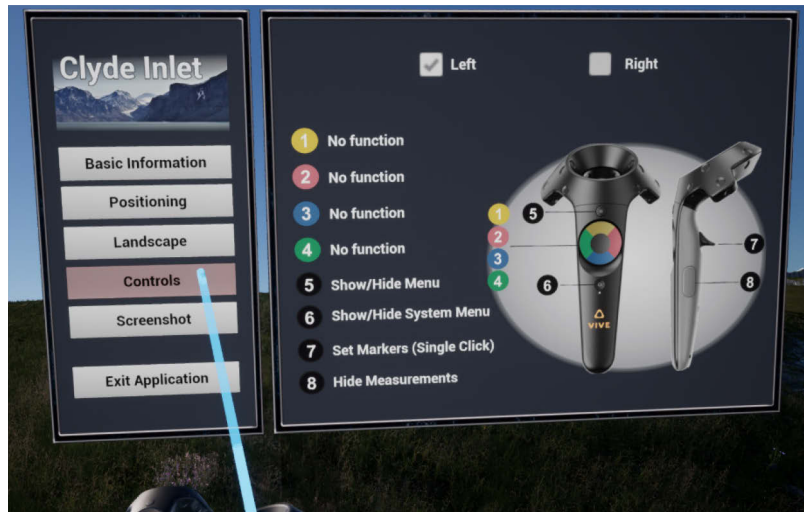 Clyde Inlet
Basic Information
Positioning
Landscape
Controls
Screenshot
Exit Application
Left
Right
1 No function
2 No function
3 No function
4 No function
5 Show/Hide Menu
6 Show/Hide System Menu
7 Set Markers (Single Click)
8 Hide Measurements
1
2
3
4
5
6
7
8
VIVE